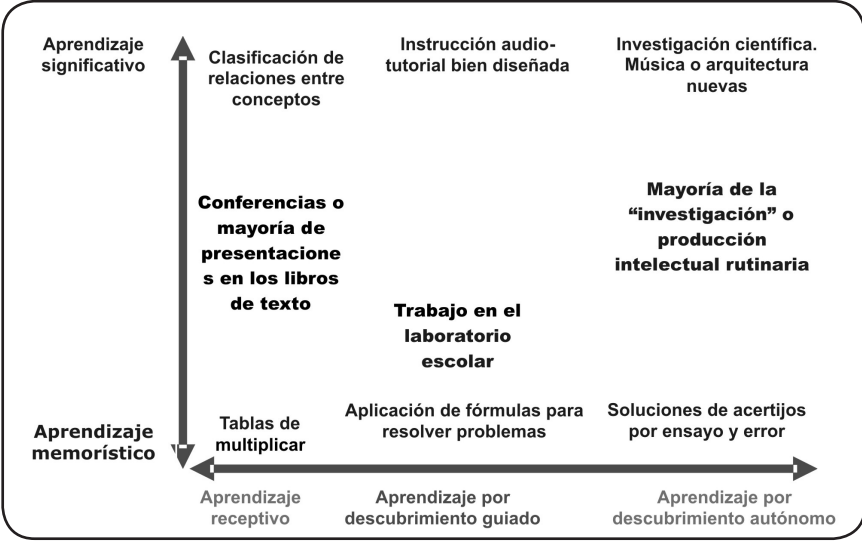 Aprendizaje
significativo
Clasificación de
relaciones entre
conceptos
Instrucción audio-
tutorial bien diseñada
Investigación científica.
Música o arquitectura
nuevas
Conferencias o
mayoría de
presentacione
s en los libros
de texto
Trabajo en el
laboratorio
escolar
Mayoría de la
“investigación” o
producción
intelectual rutinaria
Aprendizaje
memorístico
Tablas de
multiplicar
Aplicación de fórmulas para
resolver problemas
Soluciones de acertijos
por ensayo y error
Aprendizaje
receptivo
Aprendizaje por
descubrimiento guiado
Aprendizaje por
descubrimiento autónomo